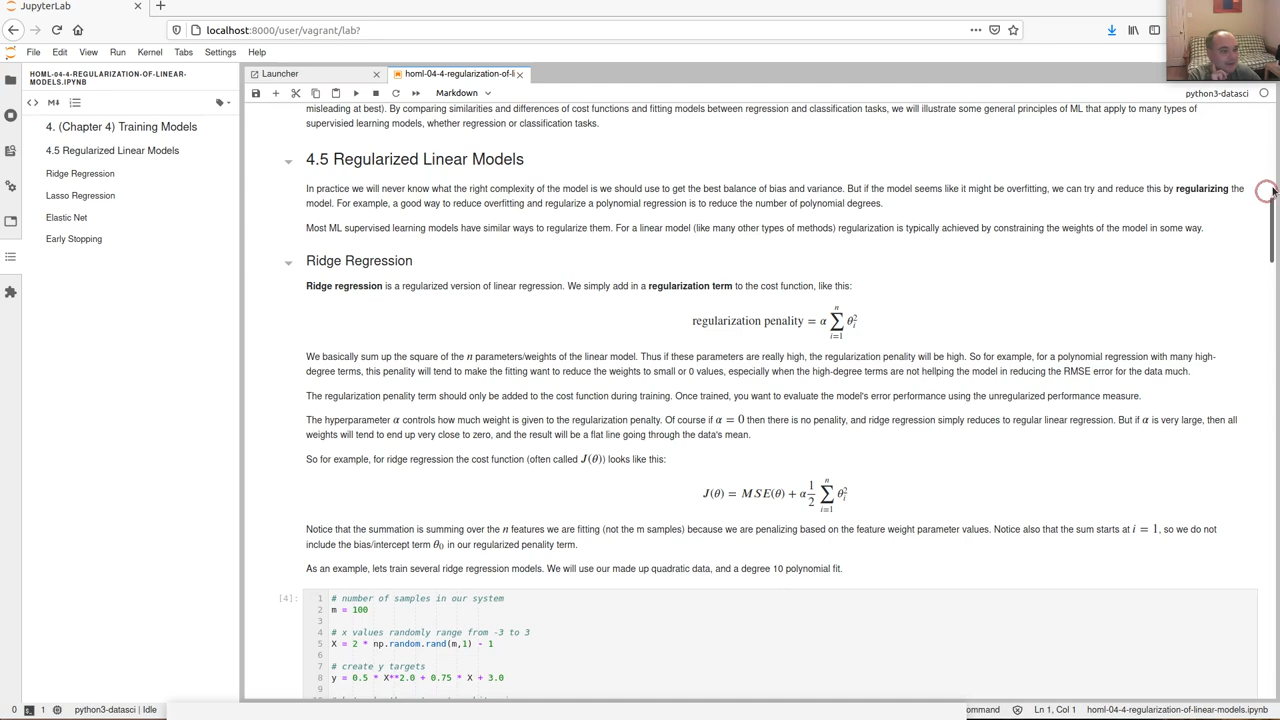 JupyterLab
localhost:8000/user/vagrant/lab?
File Edit View Run Kernel Tabs Settings Help
HOML-04-4-REGULARIZATION-OF-LINEAR-
MODELS.IPYNB
4. (Chapter 4) Training Models
4.5 Regularized Linear Models
Ridge Regression
Lasso Regression
Elastic Net
Early Stopping
Launcher
homl-04-4-regularization-of-li
Markdown
python3-datasci
misleading at best). By comparing similarities and differences of cost functions and fitting models between regression and classification tasks, we will illustrate some general principles of ML that apply to many types of
supervisied learning models, whether regression or classification tasks.
4.5 Regularized Linear Models
In practice we will never know what the right complexity of the model is we should use to get the best balance of bias and variance. But if the model seems like it might be overfitting, we can try and reduce this by regularizing the
model. For example, a good way to reduce overfitting and regularize a polynomial regression is to reduce the number of polynomial degrees.
Most ML supervised learning models have similar ways to regularize them. For a linear model (like many other types of methods) regularization is typically achieved by constraining the weights of the model in some way.
Ridge Regression
Ridge regression is a regularized version of linear regression. We simply add in a regularization term to the cost function, like this:
regularization penality = α ∑ᵢ₌₁ⁿ θᵢ²
We basically sum up the square of the n parameters/weights of the linear model. Thus if these parameters are really high, the regularization penality will be high. So for example, for a polynomial regression with many high-
degree terms, this penality will tend to make the fitting want to reduce the weights to small or 0 values, especially when the high-degree terms are not hellping the model in reducing the RMSE error for the data much.
The regularization penality term should only be added to the cost function during training. Once trained, you want to evaluate the model's error performance using the unregularized performance measure.
The hyperparameter α controls how much weight is given to the regularization penalty. Of course if α = 0 then there is no penality, and ridge regression simply reduces to regular linear regression. But if α is very large, then all
weights will tend to end up very close to zero, and the result will be a flat line going through the data's mean.
So for example, for ridge regression the cost function (often called J(θ)) looks like this:
J(θ) = MSE(θ) + α 1/2 ∑ᵢ₌₁ⁿ θᵢ²
Notice that the summation is summing over the n features we are fitting (not the m samples) because we are penalizing based on the feature weight parameter values. Notice also that the sum starts at i = 1, so we do not
include the bias/intercept term θ₀ in our regularized penality term.
As an example, lets train several ridge regression models. We will use our made up quadratic data, and a degree 10 polynomial fit.
[4]:
1 # number of samples in our system
2 m = 100
3
4 # x values randomly range from -3 to 3
5 X = 2 * np.random.rand(m,1) - 1
6
7 # create y targets
8 y = 0.5 * X**2.0 + 0.75 * X + 3.0
9
0 1 python3-datasci | Idle
ommand Ln 1, Col 1 homl-04-4-regularization-of-linear-models.ipynb